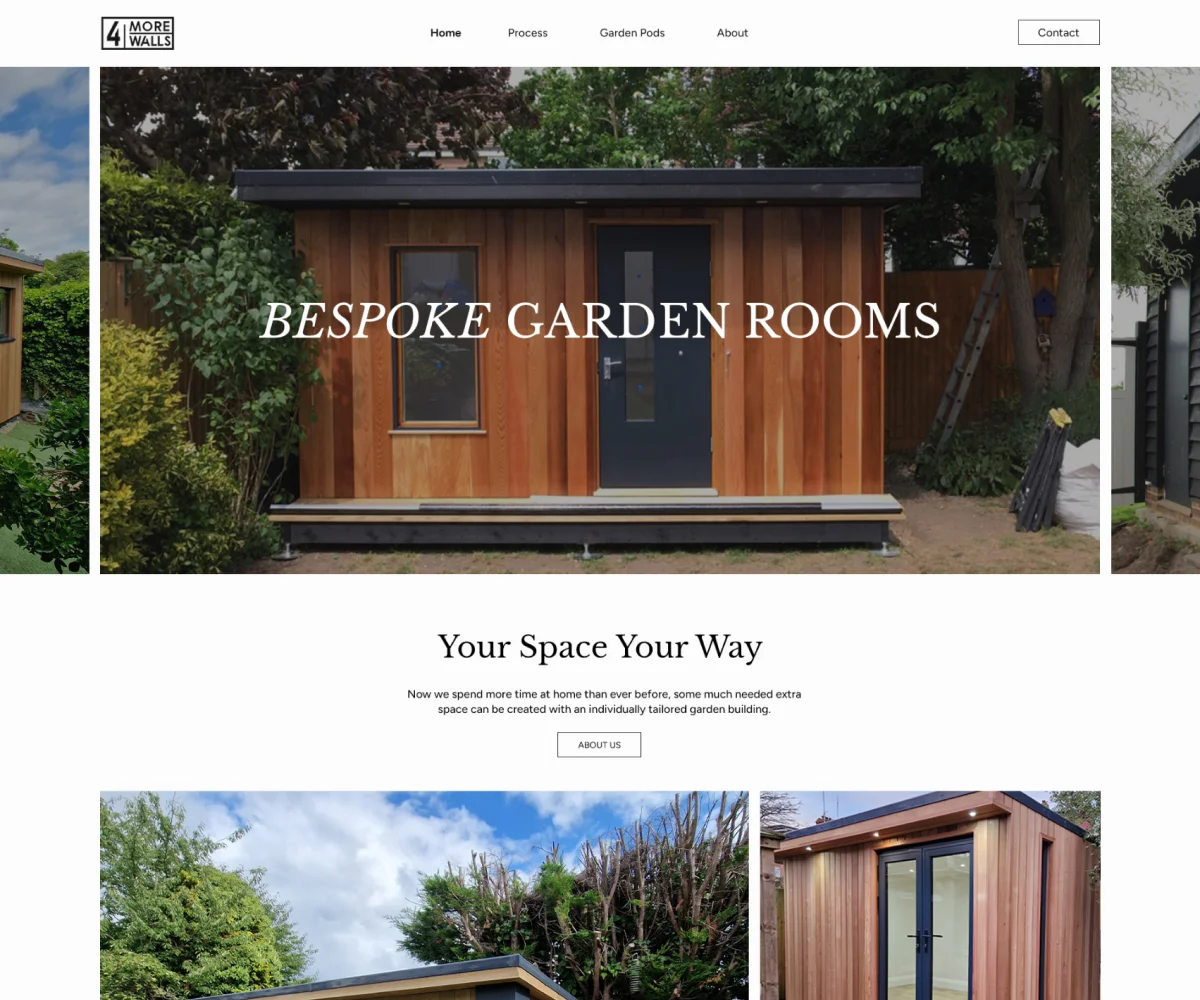 4 MORE WALLS
Home
Process
Garden Pods
About
Contact
BESPOKE GARDEN ROOMS
Your Space Your Way
Now we spend more time at home than ever before, some much needed extra
space can be created with an individually tailored garden building.
ABOUT US